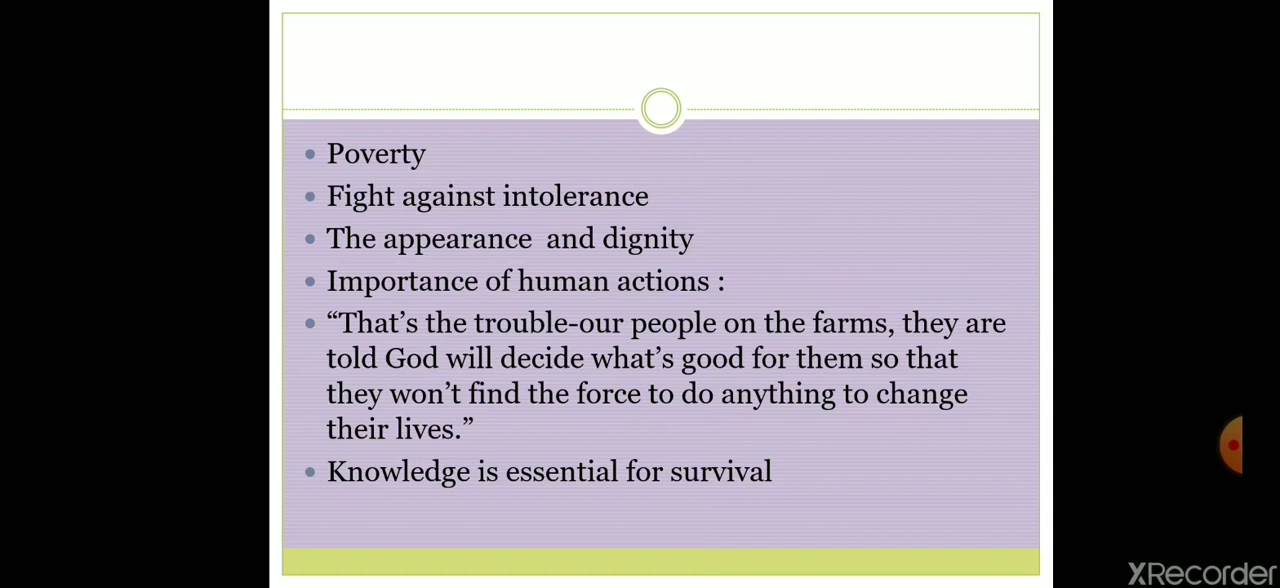 Poverty
Fight against intolerance
The appearance and dignity
Importance of human actions :
“That’s the trouble-our people on the farms, they are
told God will decide what’s good for them so that
they won’t find the force to do anything to change
their lives.”
Knowledge is essential for survival
XRecorder